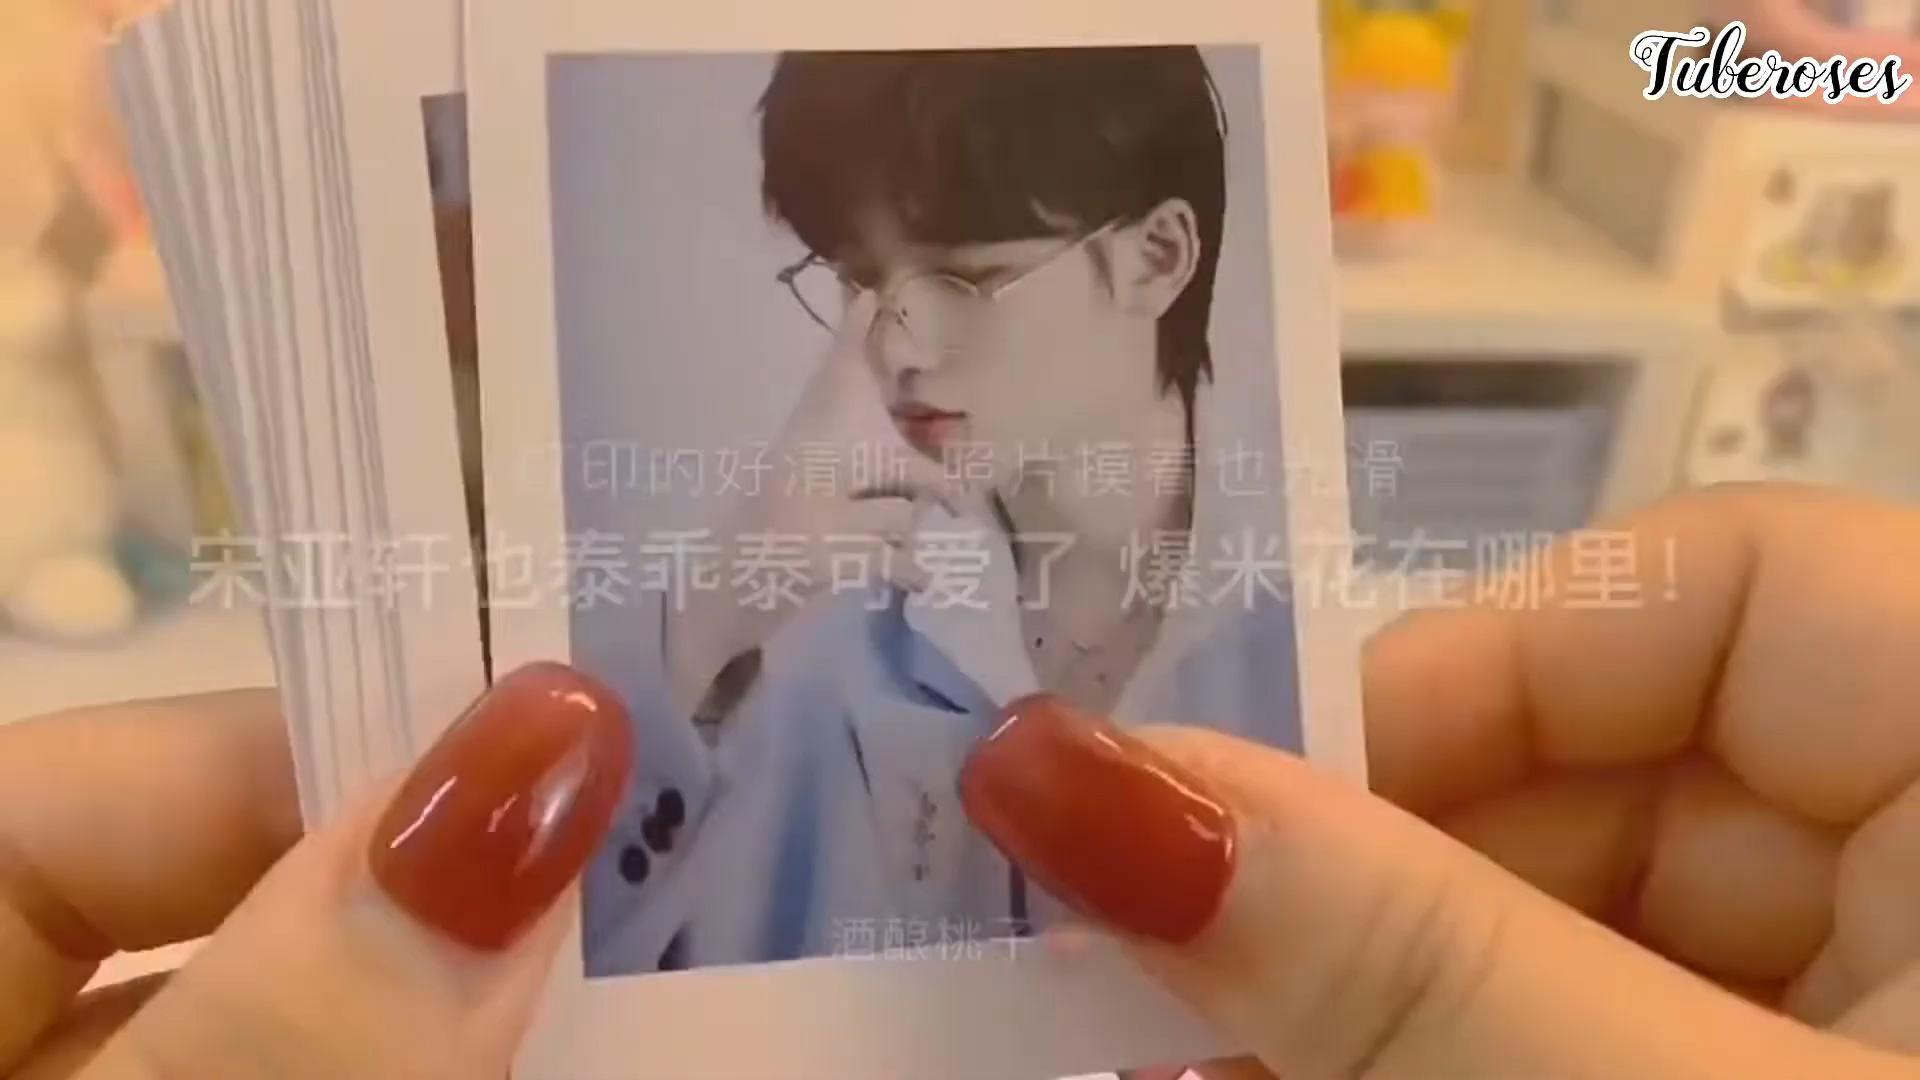 Tuberoses
打印的好清晰 照片摸着也光滑
宋亚轩也泰乖泰可爱了 爆米花在哪里!
酒酿桃子